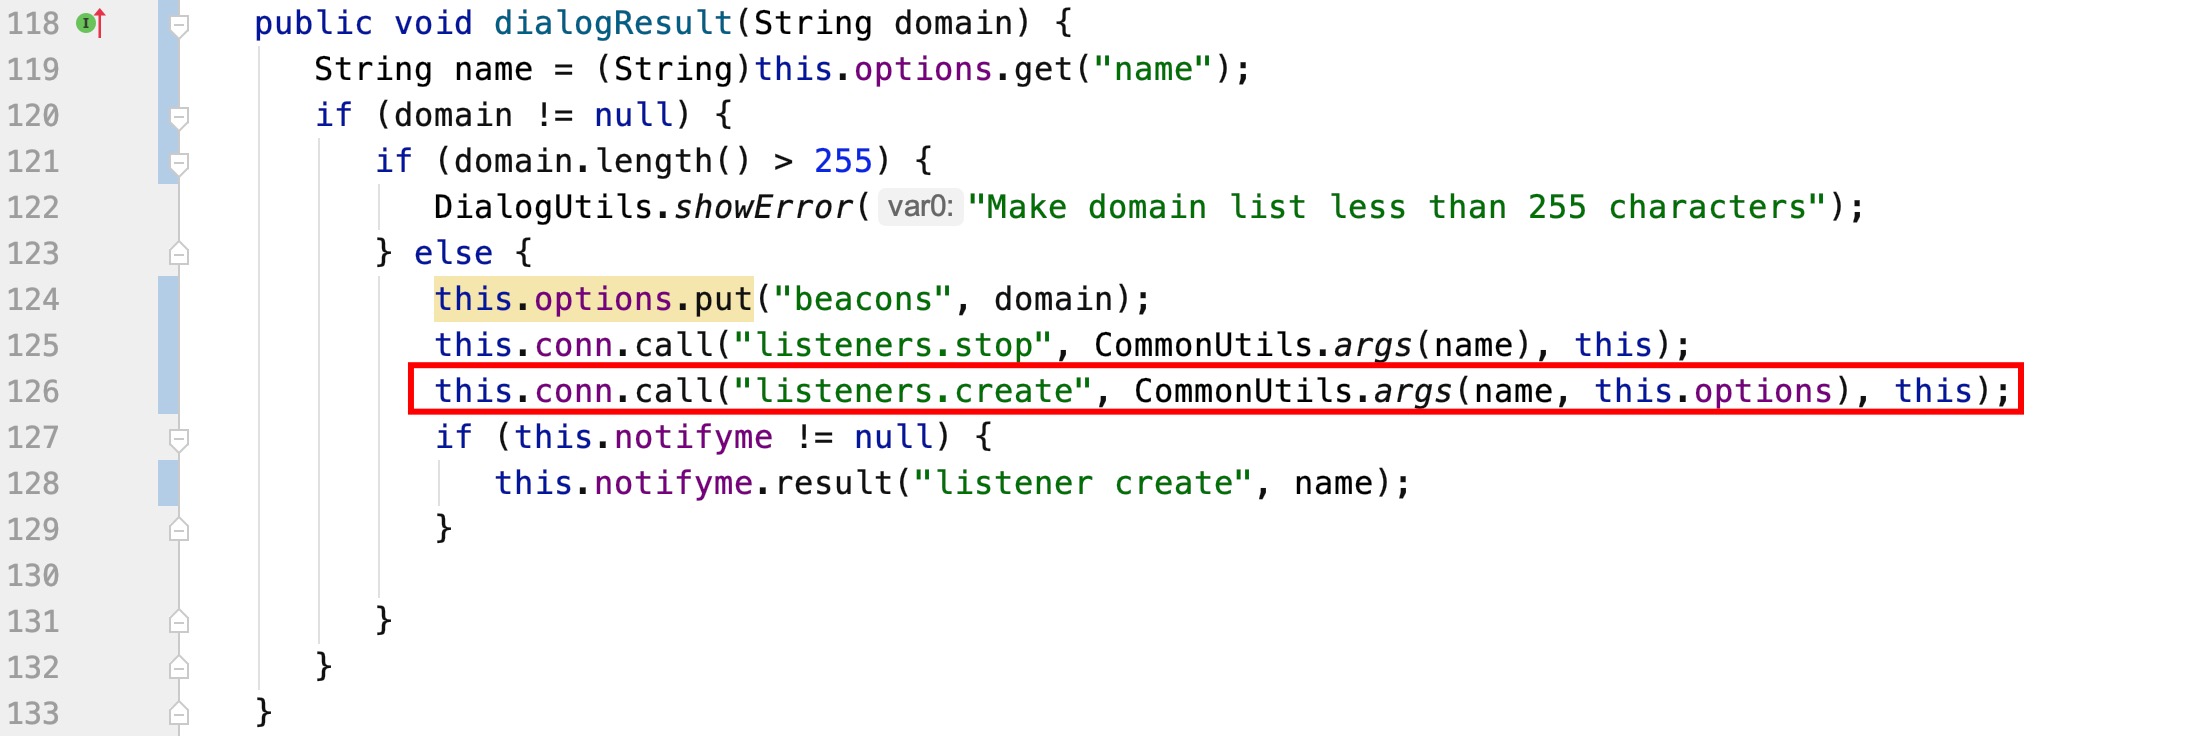 118 public void dialogResult(String domain) {
119 String name = (String)this.options.get("name");
120 if (domain != null) {
121 if (domain.length() > 255) {
122 DialogUtils.showError( var0: "Make domain list less than 255 characters");
123 } else {
124 this.options.put("beacons", domain);
125 this.conn.call("listeners.stop", CommonUtils.args(name), this);
126 this.conn.call("listeners.create", CommonUtils.args(name, this.options), this);
127 if (this.notifyme != null) {
128 this.notifyme.result("listener create", name);
129 }
130
131 }
132 }
133 }